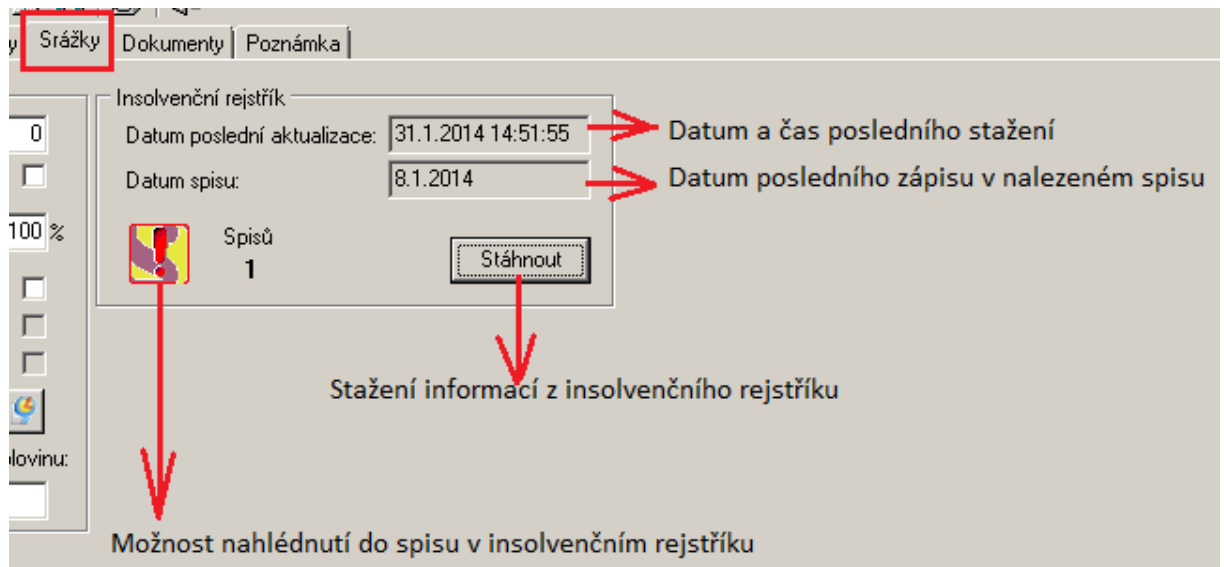 y Srážky Dokumenty Poznámka
Insolvenční rejstřík
0 Datum poslední aktualizace: 31.1.2014 14:51:55 Datum a čas posledního stažení
Datum spisu: 8.1.2014 Datum posledního zápisu v nalezeném spisu
100 % Spisů
1 Stáhnout
Stažení informací z insolvenčního rejstříku
olovinu:
Možnost nahlédnutí do spisu v insolvenčním rejstříku